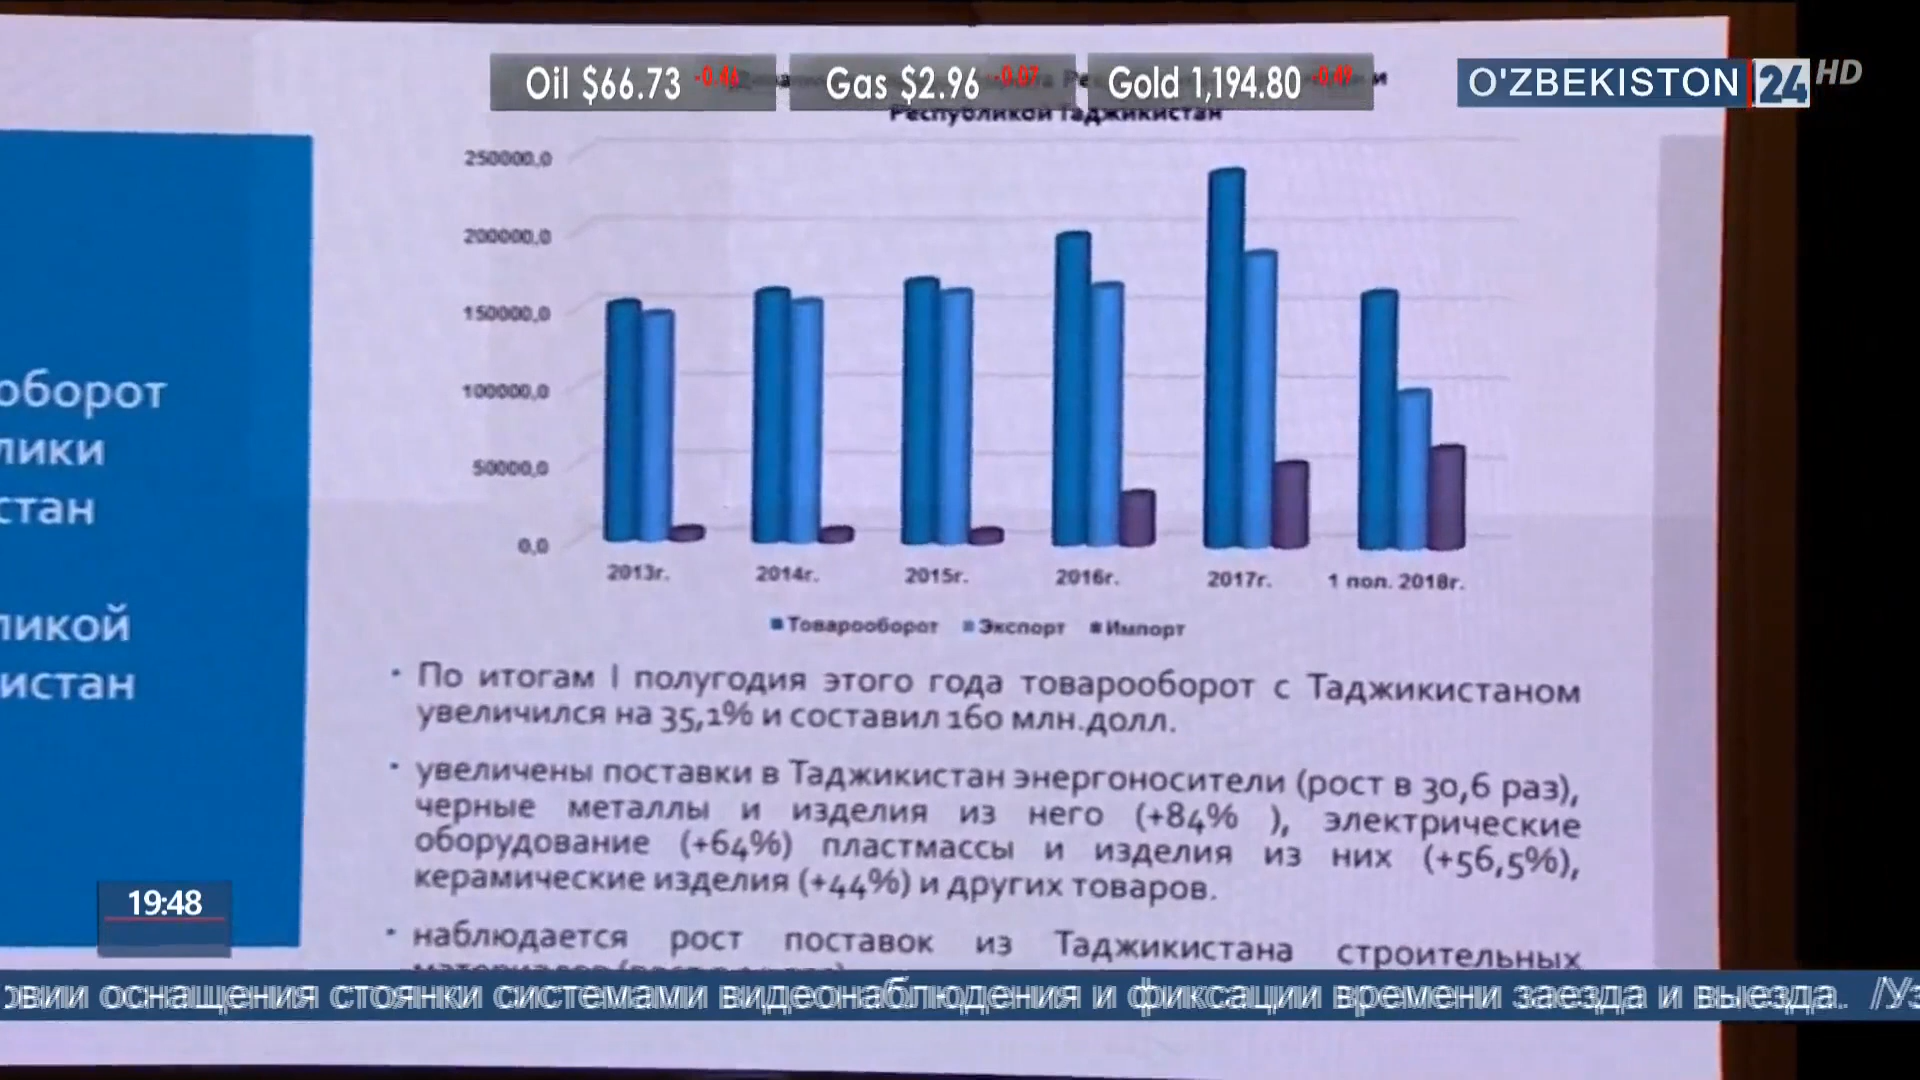 Oil $66.73 -0.46 Gas $2.96 -0.07 Gold 1,194.80 -0.49
O'ZBEKISTON 24 HD
Республикой Таджикистан
250000,0
200000,0
150000,0
100000,0
50000,0
0,0
2013г. 2014г. 2015г. 2016г. 2017г. 1 пол. 2018г.
Товарооборот Экспорт Импорт
оборот
лики
стан
ликой
истан
• По итогам I полугодия этого года товарооборот с Таджикистаном
увеличился на 35,1% и составил 160 млн.долл.
• увеличены поставки в Таджикистан энергоносители (рост в 30,6 раз),
черные металлы и изделия из него (+84% ), электрические
оборудование (+64%) пластмассы и изделия из них (+56,5%),
керамические изделия (+44%) и других товаров.
• наблюдается рост поставок из Таджикистана строительных
19:48
овии оснащения стоянки системами видеонаблюдения и фиксации времени заезда и выезда. /Уз